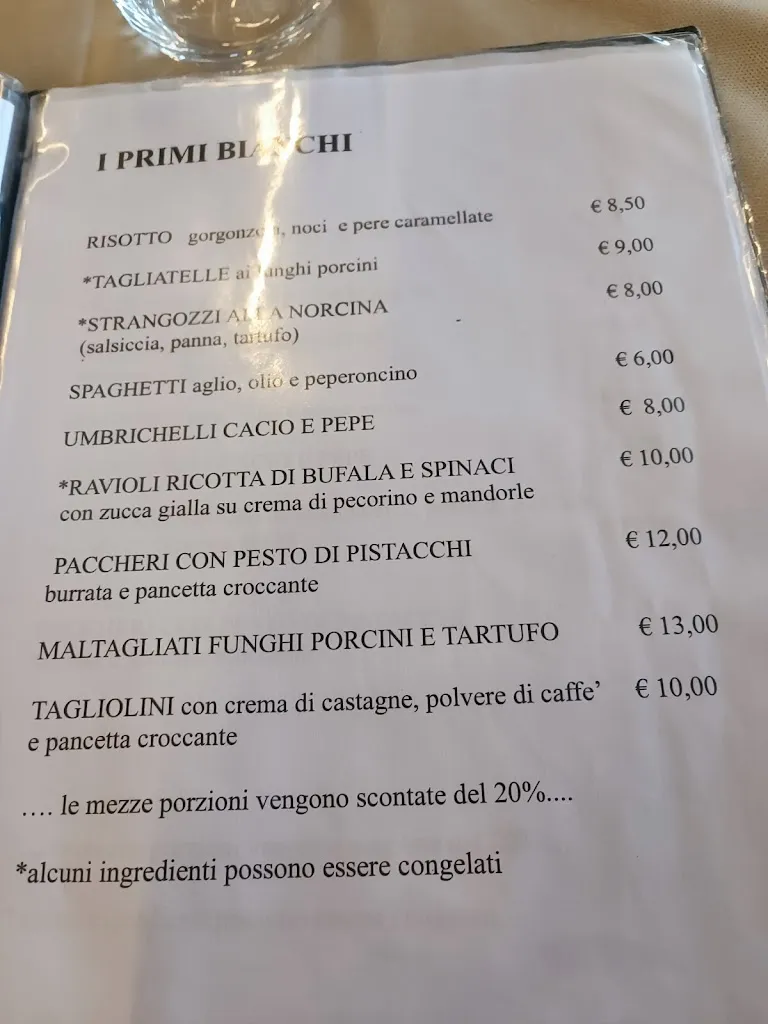 I PRIMI BIANCHI
RISOTTO gorgonzola, noci e pere caramellate € 8,50
*TAGLIATELLE ai funghi porcini € 9,00
*STRANGOZZI ALLA NORCINA € 8,00
(salsiccia, panna, tartufo)
SPAGHETTI aglio, olio e peperoncino € 6,00
UMBRICHELLI CACIO E PEPE € 8,00
*RAVIOLI RICOTTA DI BUFALA E SPINACI € 10,00
con zucca gialla su crema di pecorino e mandorle
PACCHERI CON PESTO DI PISTACCHI € 12,00
burrata e pancetta croccante
MALTAGLIATI FUNGHI PORCINI E TARTUFO € 13,00
TAGLIOLINI con crema di castagne, polvere di caffe’ € 10,00
e pancetta croccante
…. le mezze porzioni vengono scontate del 20%....
*alcuni ingredienti possono essere congelati